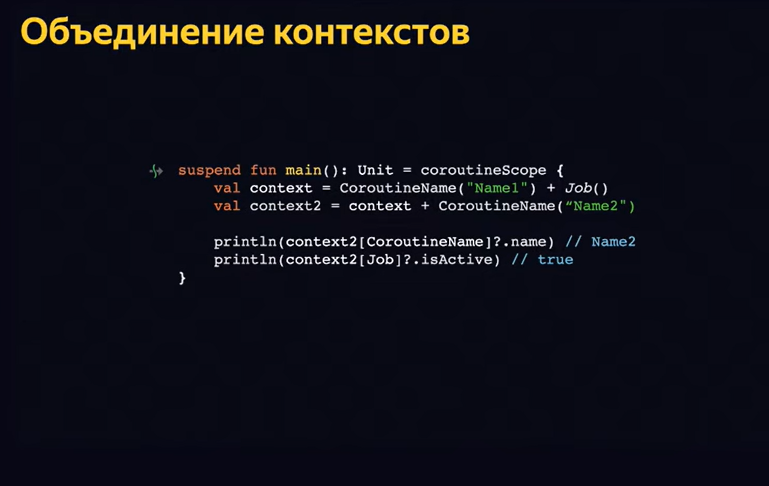 Объединение контекстов
suspend fun main(): Unit = coroutineScope {
val context = CoroutineName("Name1") + Job()
val context2 = context + CoroutineName(“Name2")
println(context2[CoroutineName]?.name) // Name2
println(context2[Job]?.isActive) // true
}